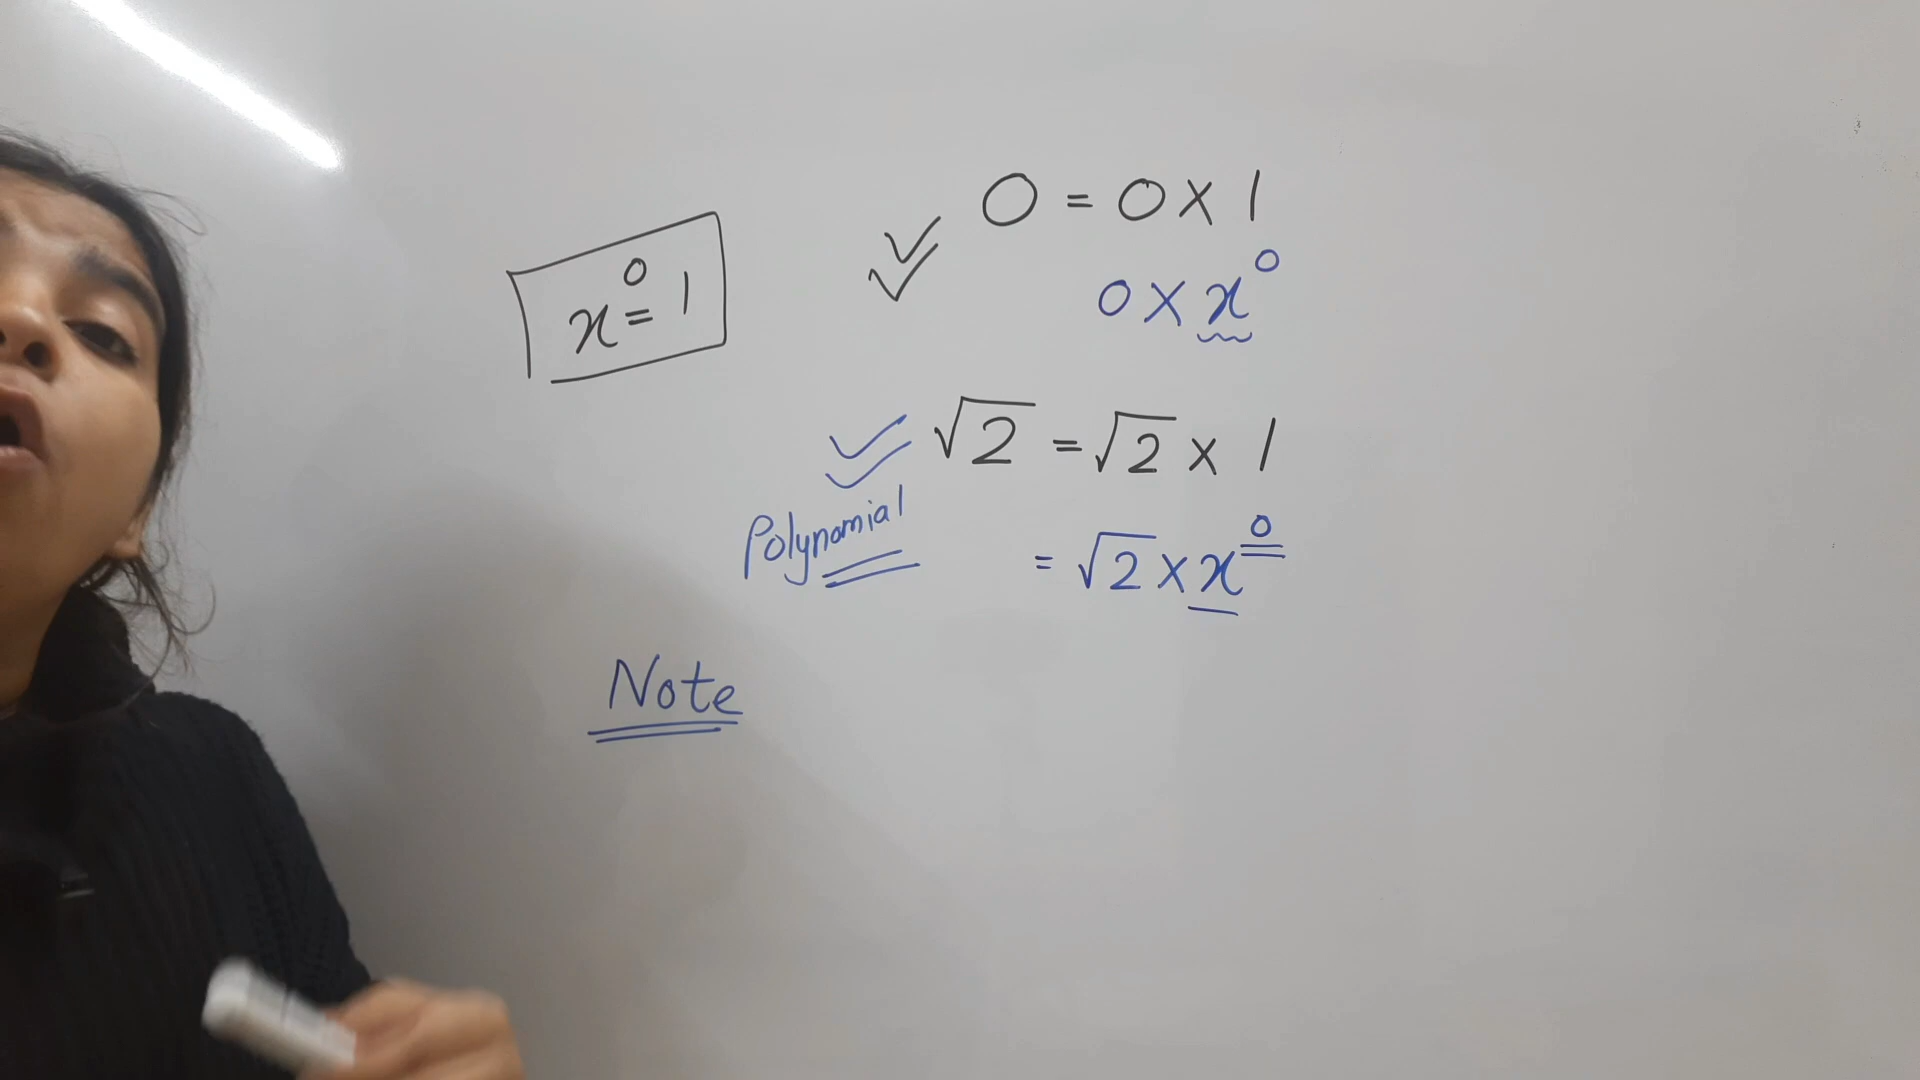 x⁰ = 1
0 = 0 × 1
0 × x⁰
√2 = √2 × 1
Polynomial
= √2 × x⁰
Note